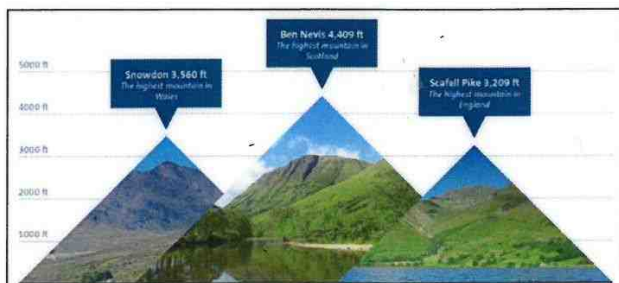 Ben Nevis 4,409 ft
The highest mountain in
Scotland
Snowdon 3,560 ft
The highest mountain in
Wales
Scafell Pike 3,209 ft
The highest mountain in
England
5000 ft
4000 ft
3000 ft
2000 ft
1000 ft